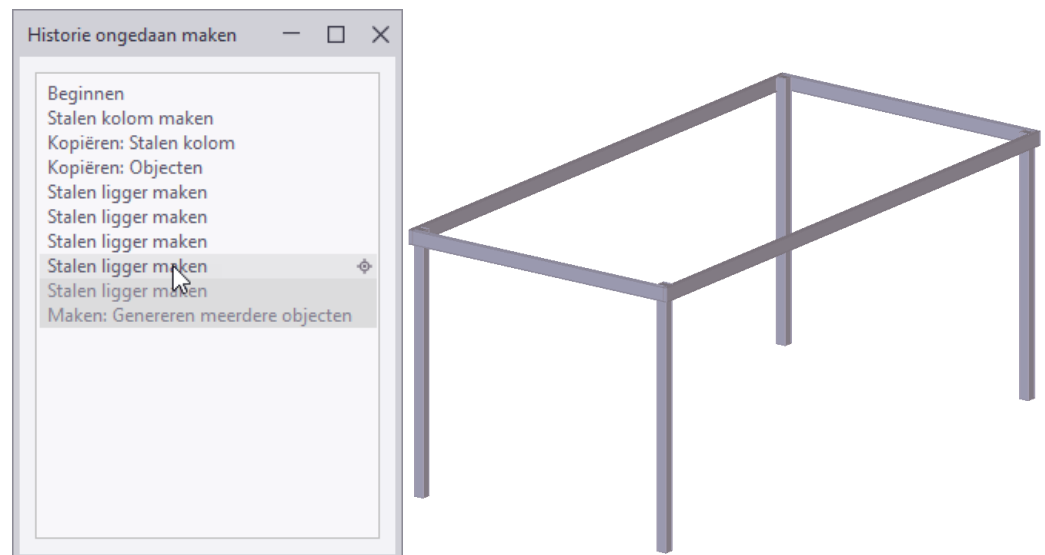 Historie ongedaan maken
Beginnen
Stalen kolom maken
Kopiëren: Stalen kolom
Kopiëren: Objecten
Stalen ligger maken
Stalen ligger maken
Stalen ligger maken
Stalen ligger maken
Stalen ligger maken
Maken: Genereren meerdere objecten